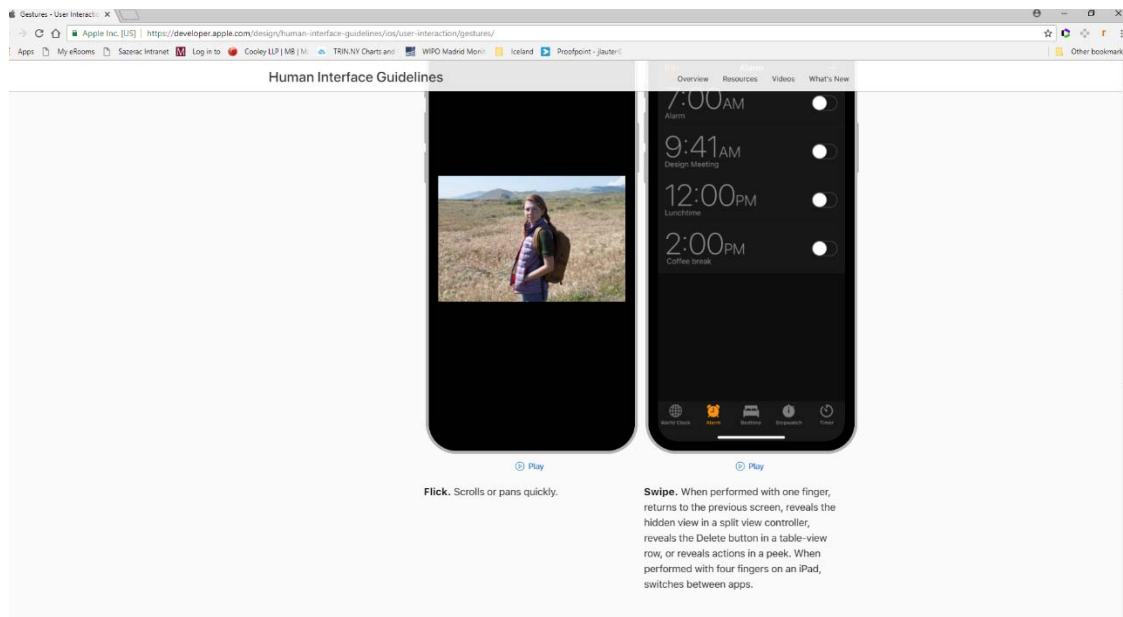 Gestures - User Interactio
Apple Inc. [US] | https://developer.apple.com/design/human-interface-guidelines/ios/user-interaction/gestures/
Apps My eRooms Sazerac Intranet Log in to Cooley LLP | MB | M: TRIN.NY Charts and WIPO Madrid Monit Iceland Proofpoint - jlauter Other bookmark
Human Interface Guidelines
Overview Resources Videos What's New
7:00AM
Alarm
9:41AM
Design Meeting
12:00PM
Lunchtime
2:00PM
Coffee break
World Clock Alarm Bedtime Stopwatch Timer
Play
Play
Flick. Scrolls or pans quickly.
Swipe. When performed with one finger,
returns to the previous screen, reveals the
hidden view in a split view controller,
reveals the Delete button in a table-view
row, or reveals actions in a peek. When
performed with four fingers on an iPad,
switches between apps.